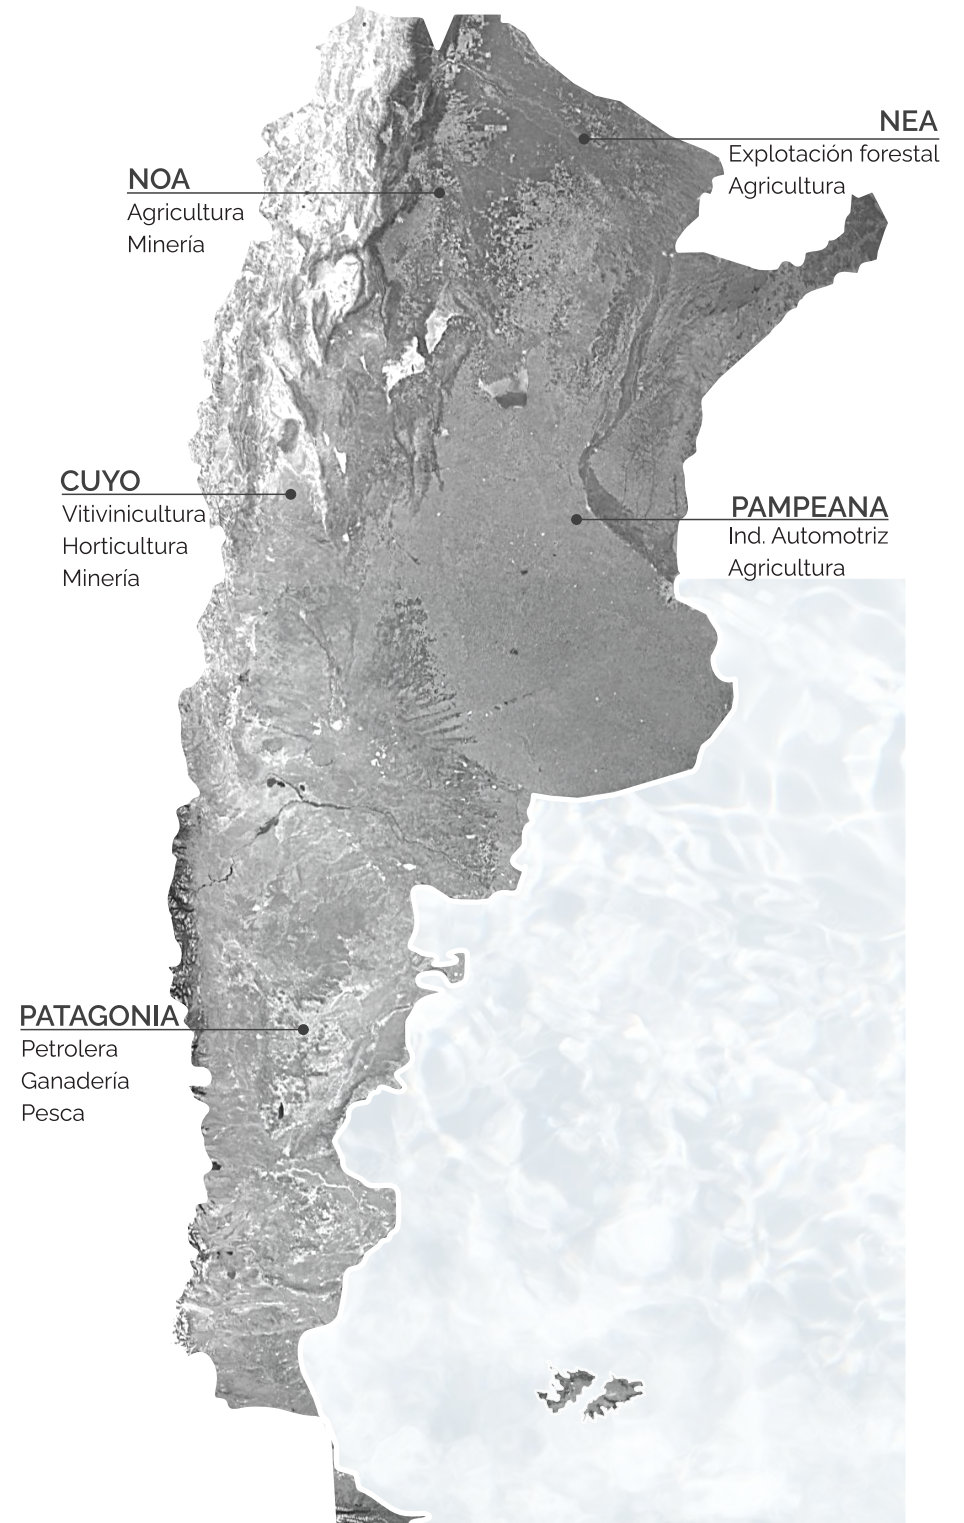 NEA
Explotación forestal
Agricultura
NOA
Agricultura
Minería
CUYO
Vitivinicultura
Horticultura
Minería
PAMPEANA
Ind. Automotriz
Agricultura
PATAGONIA
Petrolera
Ganadería
Pesca